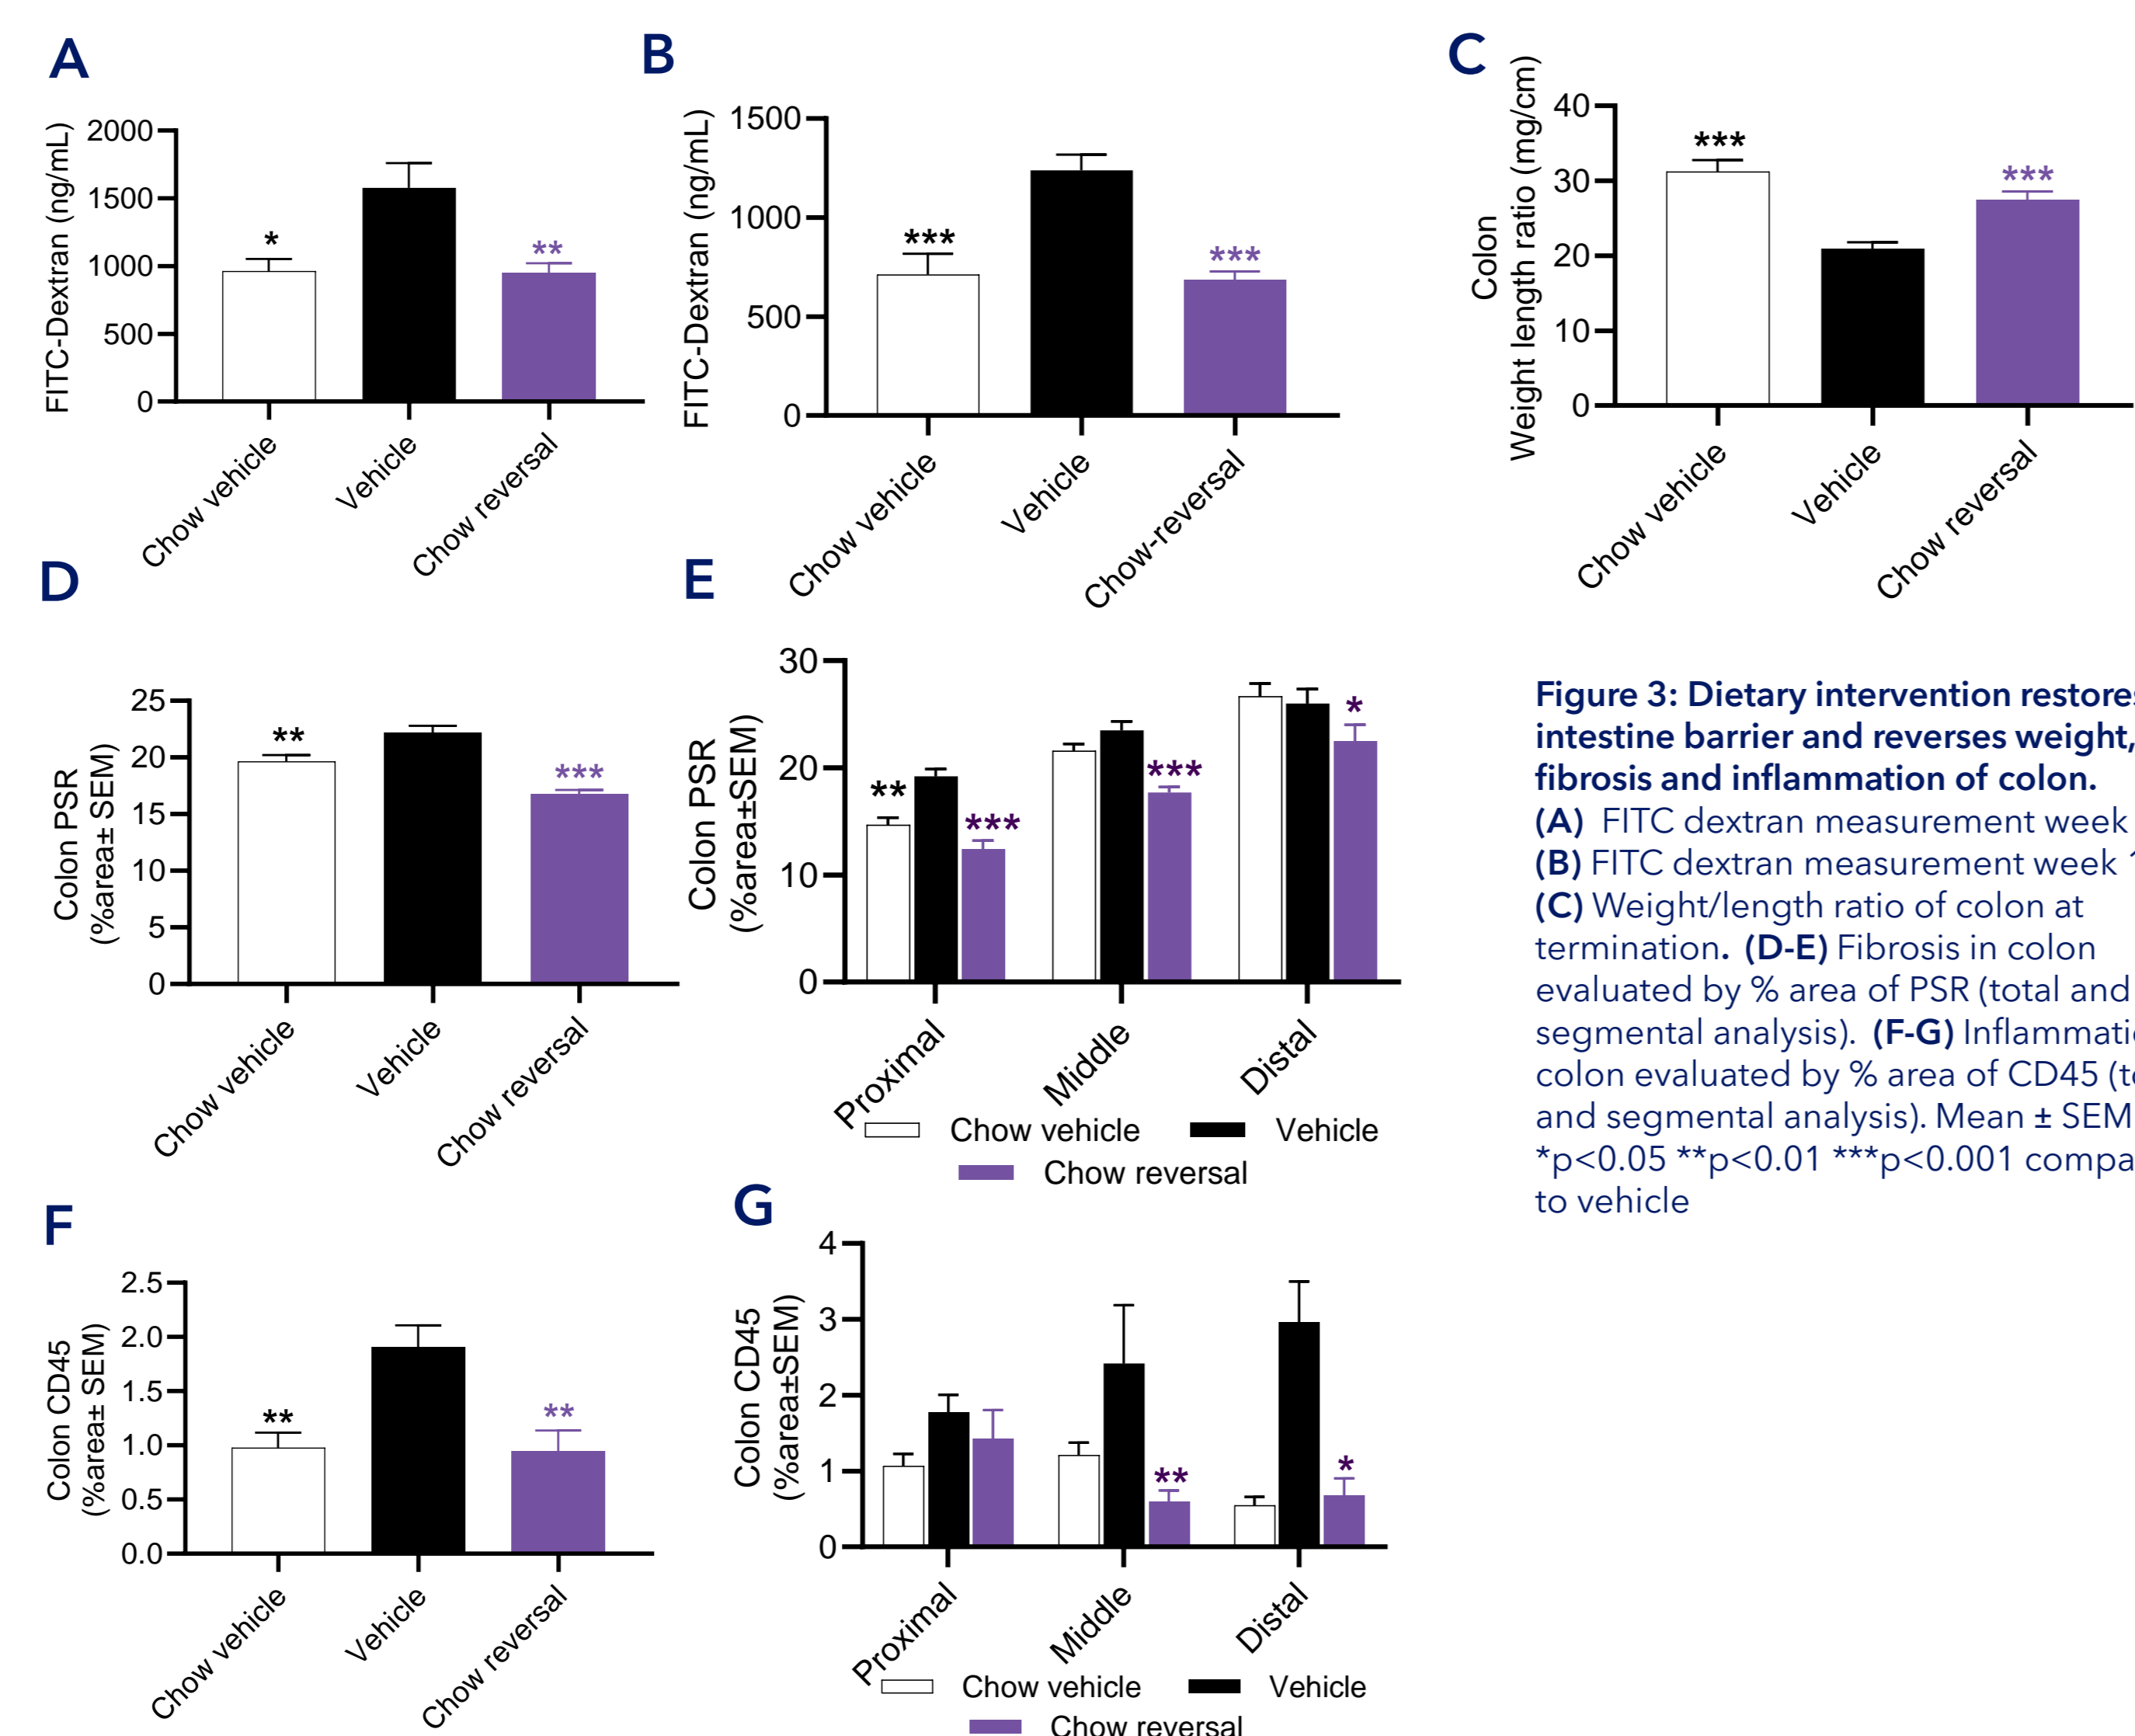 A
FITC-Dextran (ng/mL)
2000
1500
1000
500
0
*
**
Chow vehicle
Vehicle
Chow reversal
B
FITC-Dextran (ng/mL)
1500
1000
500
0
***
***
Chow vehicle
Vehicle
Chow-reversal
C
Colon
Weight length ratio (mg/cm)
40
30
20
10
0
***
***
Chow vehicle
Vehicle
Chow reversal
D
Colon PSR
(%area± SEM)
25
20
15
10
5
0
**
***
Chow vehicle
Vehicle
Chow reversal
E
Colon PSR
(%area±SEM)
30
20
10
0
**
***
***
*
Proximal
Middle
Distal
Chow vehicle
Vehicle
Chow reversal
Figure 3: Dietary intervention restores
intestine barrier and reverses weight,
fibrosis and inflammation of colon.
(A) FITC dextran measurement week
(B) FITC dextran measurement week
(C) Weight/length ratio of colon at
termination. (D-E) Fibrosis in colon
evaluated by % area of PSR (total and
segmental analysis). (F-G)
colon evaluated by % area of CD45
and segmental analysis). Mean ± SEM
*p<0.05 **p<0.01 ***p<0.001
to vehicle
F
Colon CD45
(%area± SEM)
2.5
2.0
1.5
1.0
0.5
0.0
**
**
Chow vehicle
Vehicle
Chow reversal
G
Colon CD45
(%area±SEM)
4
3
2
1
0
**
*
Proximal
Middle
Distal
Chow vehicle
Vehicle
Chow reversal